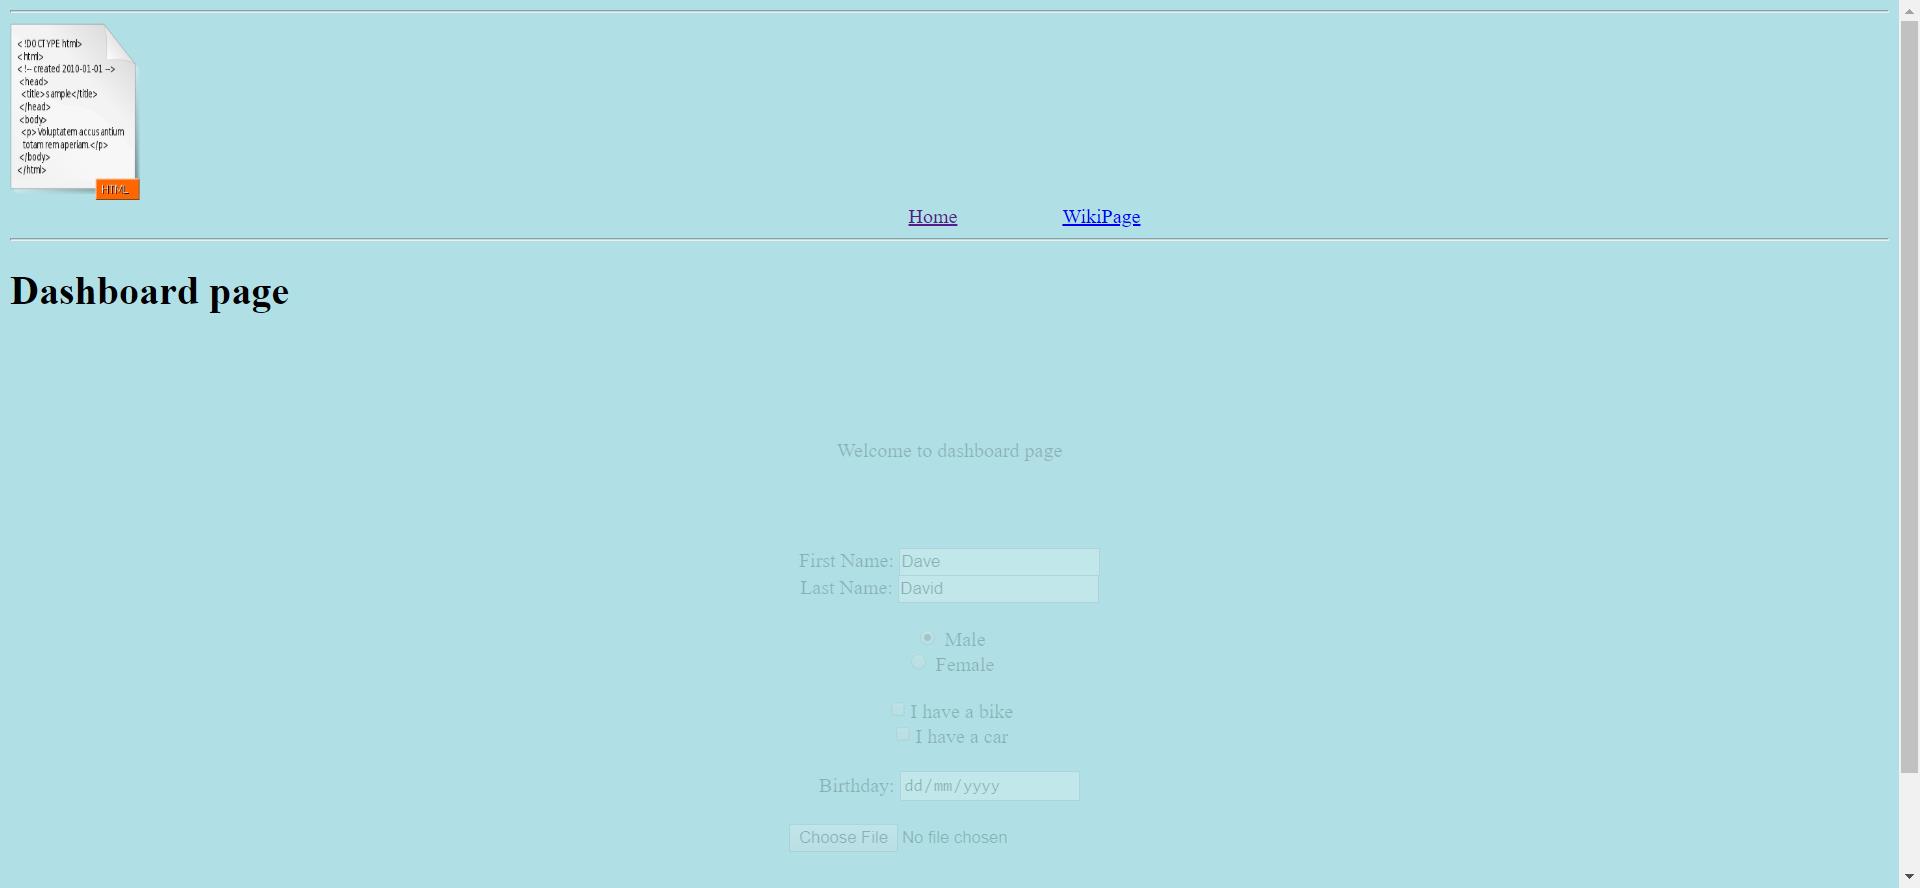 <!DOCTYPE html>
<html>
<!-- created 2010-01-01 -->
<head>
<title>sample</title>
</head>
<body>
<p>Voluptatem accusantium
totam rem aperiam.</p>
</body>
</html>
HTML
Home WikiPage
Dashboard page
Welcome to dashboard page
First Name: Dave
Last Name: David
Male
Female
I have a bike
I have a car
Birthday: dd/mm/yyyy
Choose File No file chosen